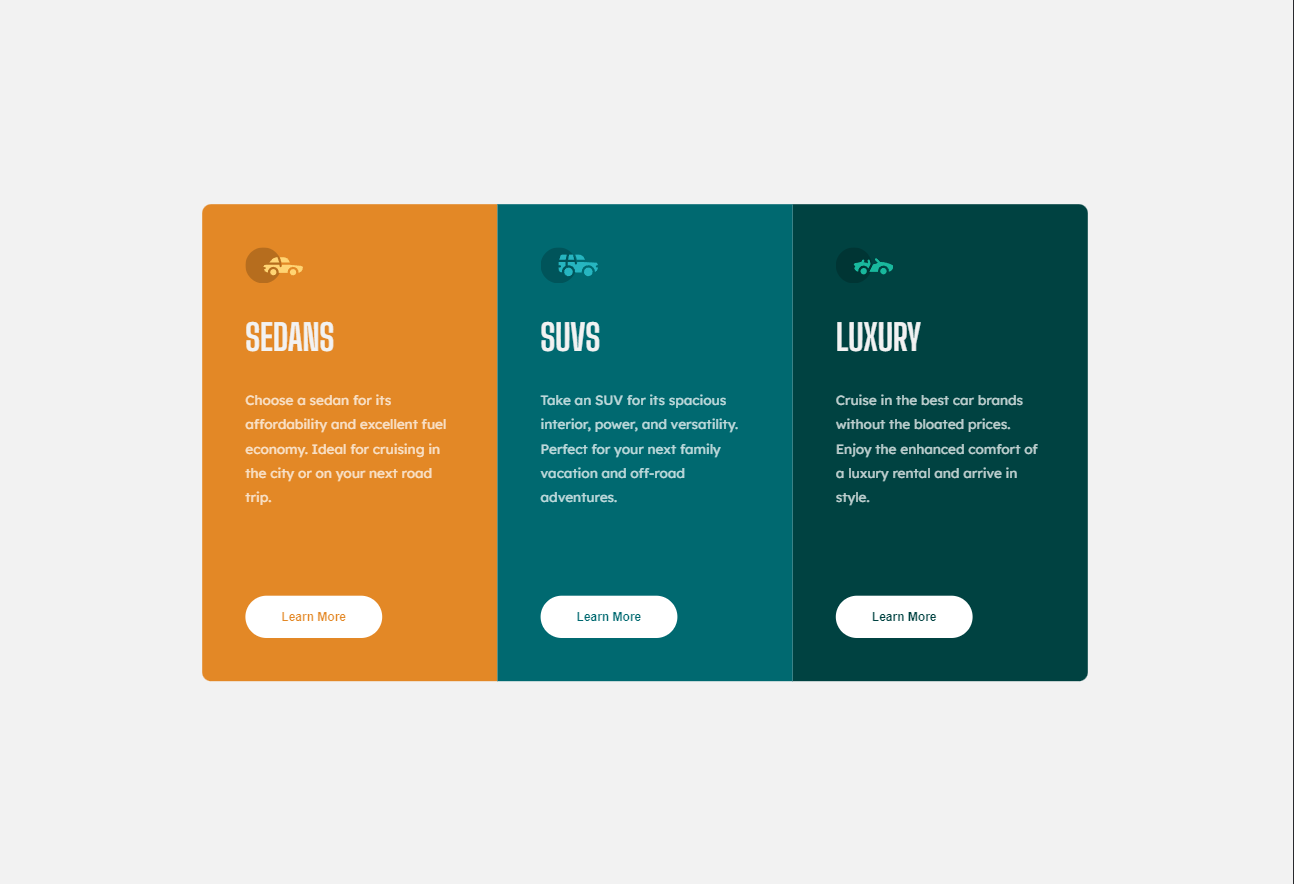 SEDANS
Choose a sedan for its
affordability and excellent fuel
economy. Ideal for cruising in
the city or on your next road
trip.
Learn More
SUVS
Take an SUV for its spacious
interior, power, and versatility.
Perfect for your next family
vacation and off-road
adventures.
Learn More
LUXURY
Cruise in the best car brands
without the bloated prices.
Enjoy the enhanced comfort of
a luxury rental and arrive in
style.
Learn More